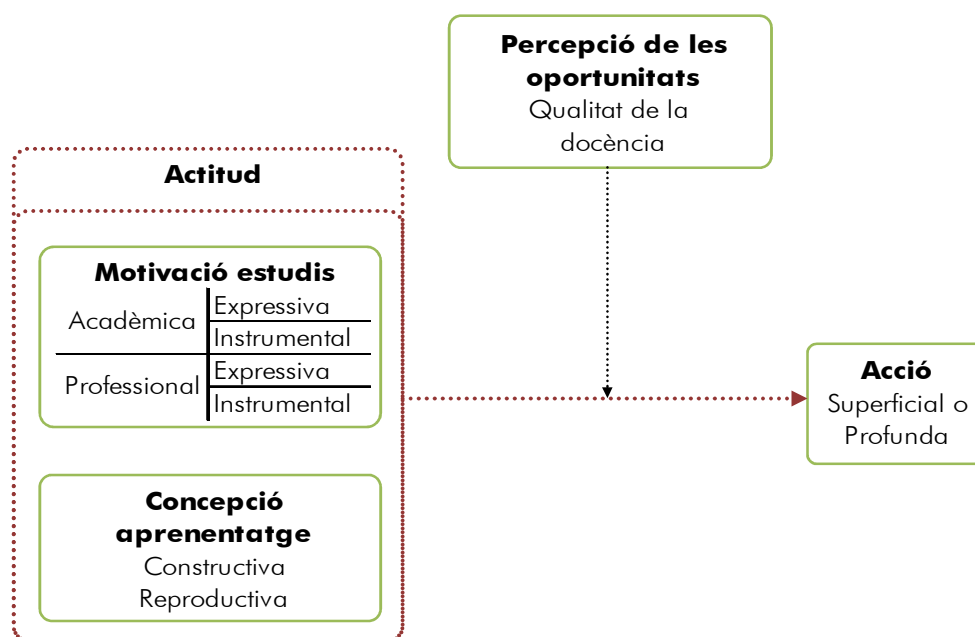 Percepció de les
oportunitats
Qualitat de la
docència
Actitud
Motivació estudis
Acadèmica
Expressiva
Instrumental
Professional
Expressiva
Instrumental
Acció
Superficial o
Profunda
Concepció
aprenentatge
Constructiva
Reproductiva